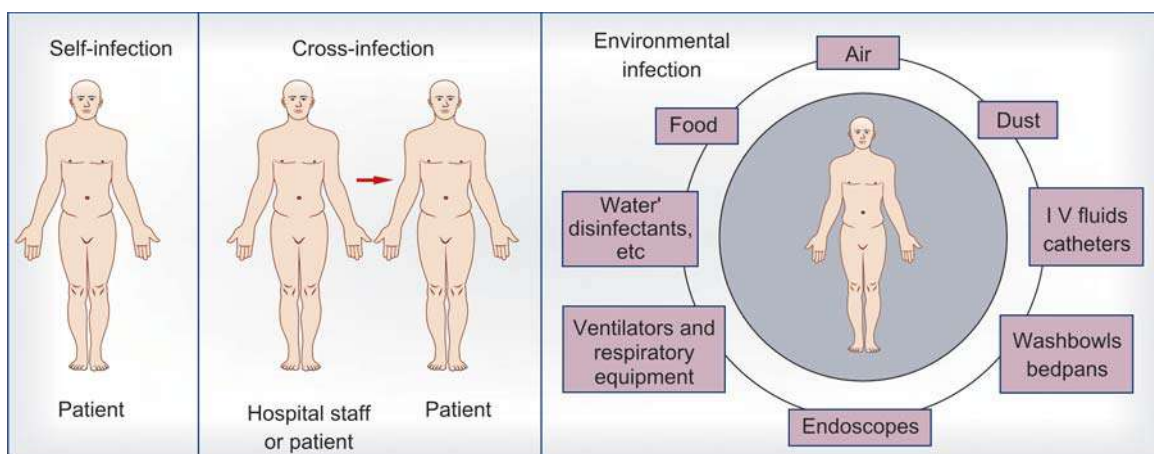 Self-infection
Patient
Cross-infection
Hospital staff
or patient
Patient
Environmental
infection
Air
Dust
I V fluids
catheters
Washbowls
bedpans
Endoscopes
Ventilators and
respiratory
equipment
Water'
disinfectants,
etc
Food